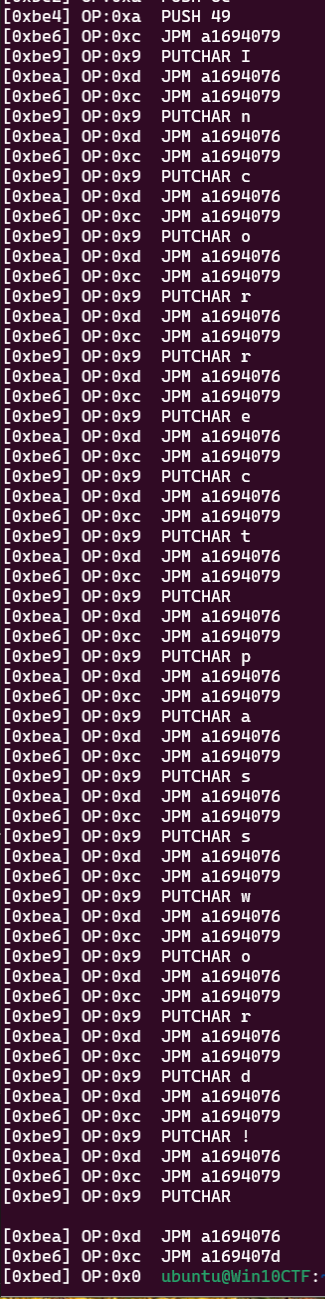 [0xbe4] OP:0xa  PUSH 49
[0xbe6] OP:0xc  JPM a1694079
[0xbe9] OP:0x9  PUTCHAR I
[0xbea] OP:0xd  JPM a1694076
[0xbe6] OP:0xc  JPM a1694079
[0xbe9] OP:0x9  PUTCHAR n
[0xbea] OP:0xd  JPM a1694076
[0xbe6] OP:0xc  JPM a1694079
[0xbe9] OP:0x9  PUTCHAR c
[0xbea] OP:0xd  JPM a1694076
[0xbe6] OP:0xc  JPM a1694079
[0xbe9] OP:0x9  PUTCHAR o
[0xbea] OP:0xd  JPM a1694076
[0xbe6] OP:0xc  JPM a1694079
[0xbe9] OP:0x9  PUTCHAR r
[0xbea] OP:0xd  JPM a1694076
[0xbe6] OP:0xc  JPM a1694079
[0xbe9] OP:0x9  PUTCHAR r
[0xbea] OP:0xd  JPM a1694076
[0xbe6] OP:0xc  JPM a1694079
[0xbe9] OP:0x9  PUTCHAR e
[0xbea] OP:0xd  JPM a1694076
[0xbe6] OP:0xc  JPM a1694079
[0xbe9] OP:0x9  PUTCHAR c
[0xbea] OP:0xd  JPM a1694076
[0xbe6] OP:0xc  JPM a1694079
[0xbe9] OP:0x9  PUTCHAR t
[0xbea] OP:0xd  JPM a1694076
[0xbe6] OP:0xc  JPM a1694079
[0xbe9] OP:0x9  PUTCHAR
[0xbea] OP:0xd  JPM a1694076
[0xbe6] OP:0xc  JPM a1694079
[0xbe9] OP:0x9  PUTCHAR p
[0xbea] OP:0xd  JPM a1694076
[0xbe6] OP:0xc  JPM a1694079
[0xbe9] OP:0x9  PUTCHAR a
[0xbea] OP:0xd  JPM a1694076
[0xbe6] OP:0xc  JPM a1694079
[0xbe9] OP:0x9  PUTCHAR s
[0xbea] OP:0xd  JPM a1694076
[0xbe6] OP:0xc  JPM a1694079
[0xbe9] OP:0x9  PUTCHAR s
[0xbea] OP:0xd  JPM a1694076
[0xbe6] OP:0xc  JPM a1694079
[0xbe9] OP:0x9  PUTCHAR w
[0xbea] OP:0xd  JPM a1694076
[0xbe6] OP:0xc  JPM a1694079
[0xbe9] OP:0x9  PUTCHAR o
[0xbea] OP:0xd  JPM a1694076
[0xbe6] OP:0xc  JPM a1694079
[0xbe9] OP:0x9  PUTCHAR r
[0xbea] OP:0xd  JPM a1694076
[0xbe6] OP:0xc  JPM a1694079
[0xbe9] OP:0x9  PUTCHAR d
[0xbea] OP:0xd  JPM a1694076
[0xbe6] OP:0xc  JPM a1694079
[0xbe9] OP:0x9  PUTCHAR !
[0xbea] OP:0xd  JPM a1694076
[0xbe6] OP:0xc  JPM a1694079
[0xbe9] OP:0x9  PUTCHAR
[0xbea] OP:0xd  JPM a1694076
[0xbe6] OP:0xc  JPM a169407d
[0xbed] OP:0x0  ubuntu@Win10CTF: